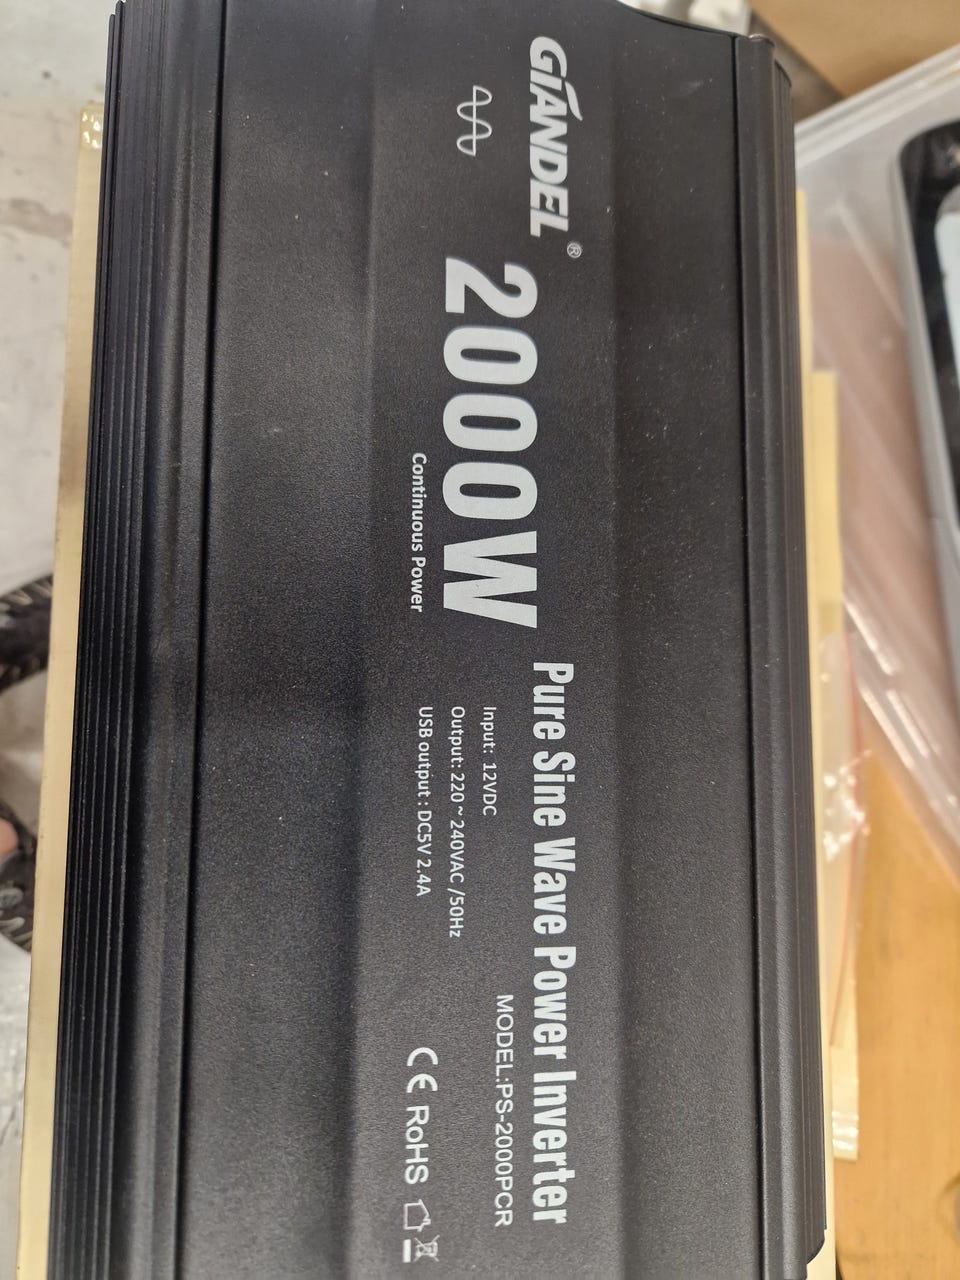 GIANDEL®
2000W
Continuous Power
Pure Sine Wave Power Inverter
MODEL:PS-2000PCR
Input: 12VDC
Output: 220~240VAC /50Hz
USB output : DC5V 2.4A
CE RoHS